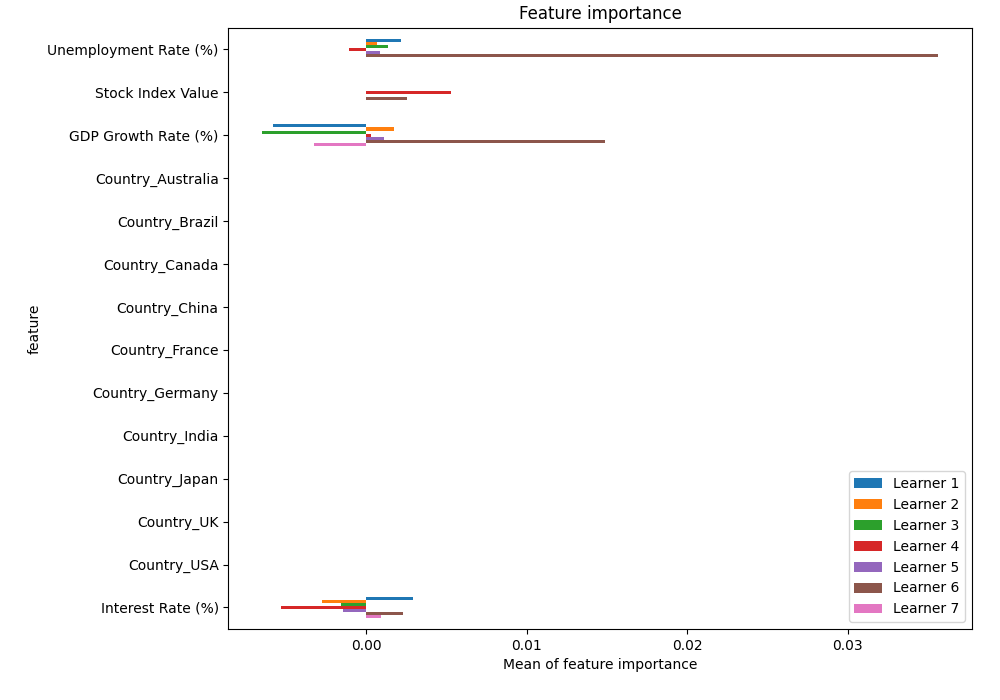 Feature importance
Unemployment Rate (%)
Stock Index Value
GDP Growth Rate (%)
Country_Australia
Country_Brazil
Country_Canada
Country_China
Country_France
Country_Germany
Country_India
Country_Japan
Country_UK
Country_USA
Interest Rate (%)
feature
Learner 1
Learner 2
Learner 3
Learner 4
Learner 5
Learner 6
Learner 7
0.00 0.01 0.02 0.03
Mean of feature importance